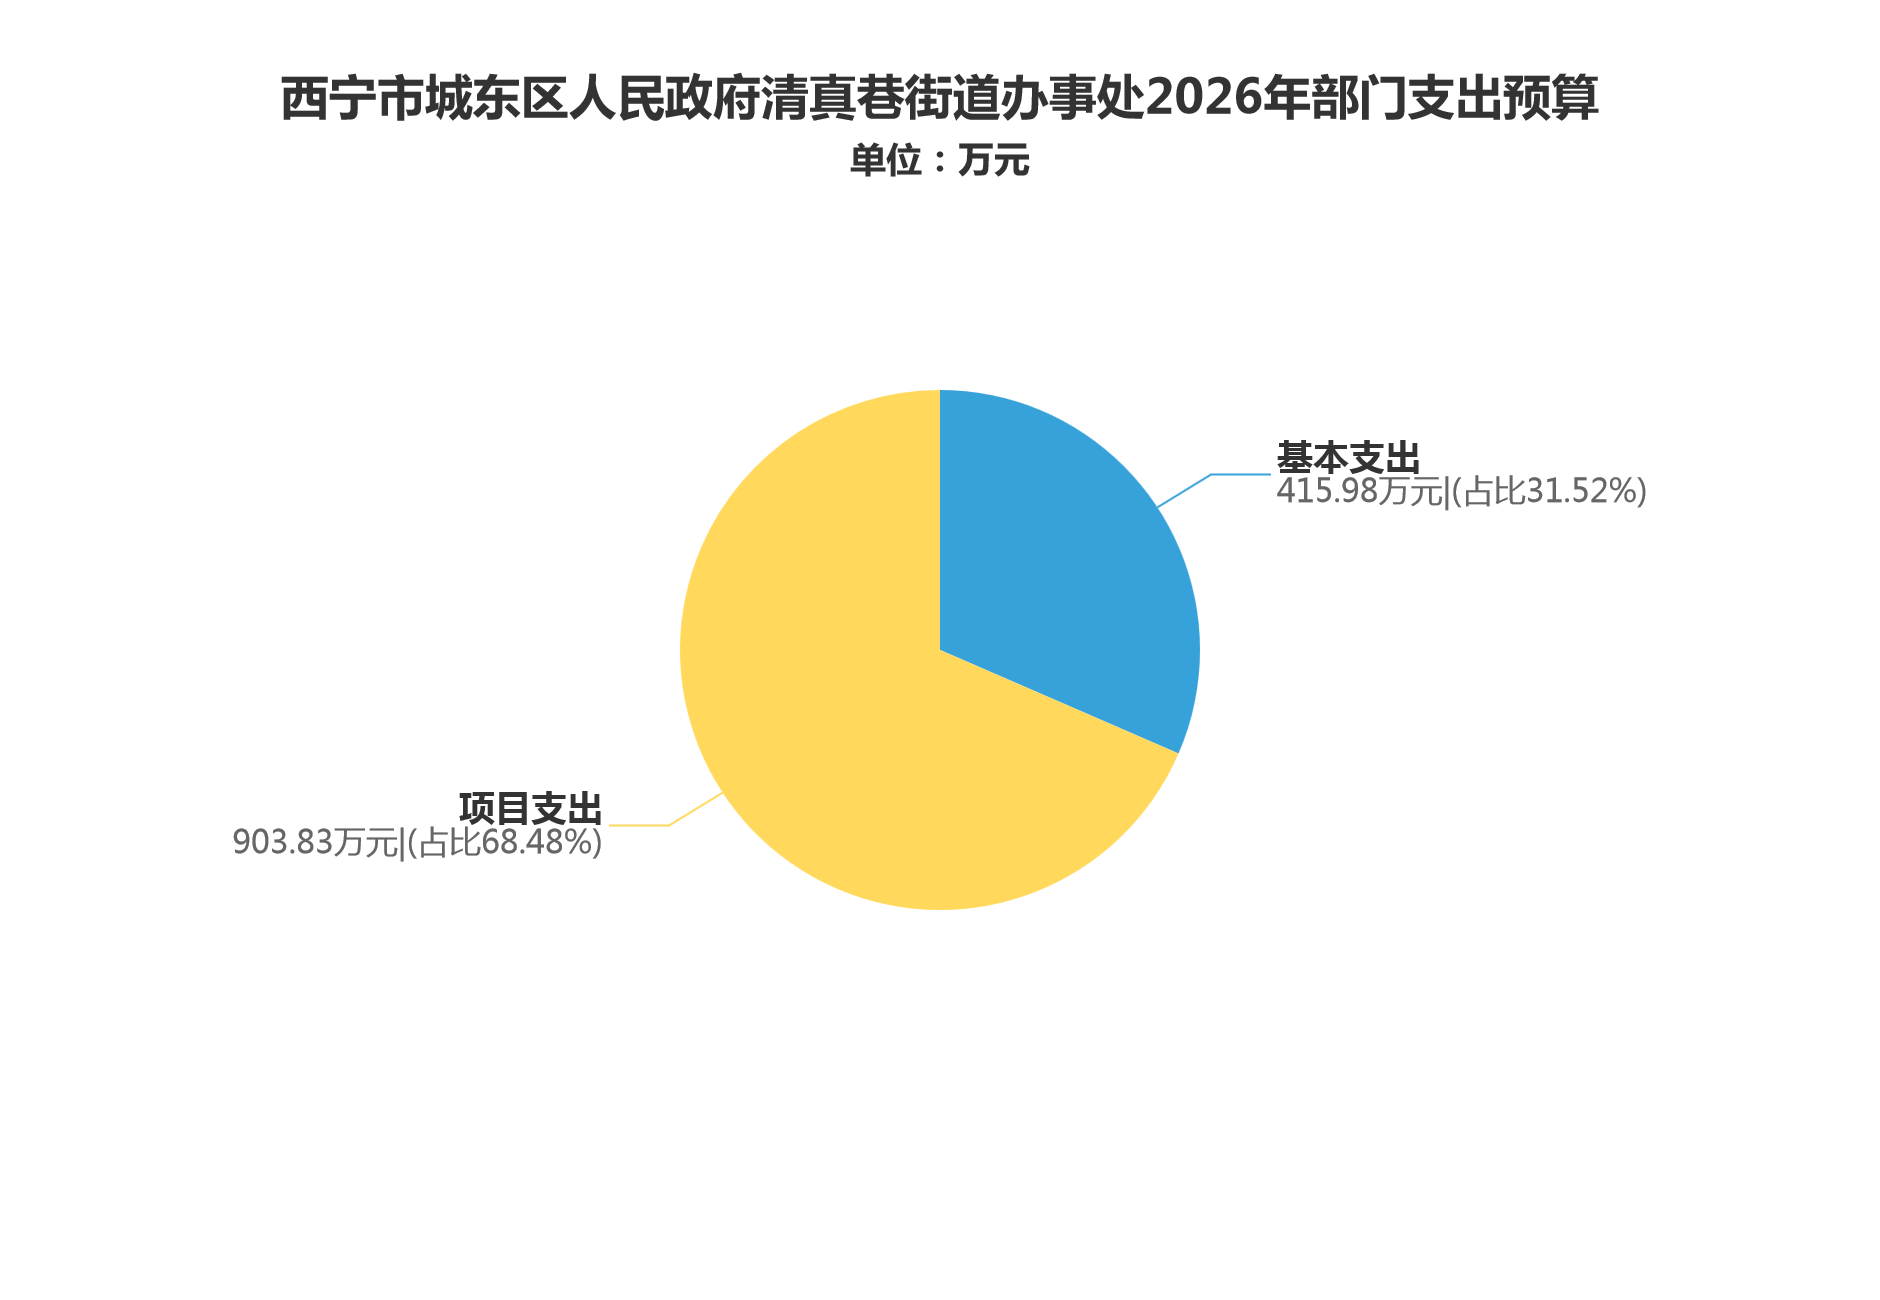 西宁市城东区人民政府清真巷街道办事处2026年部门支出预算
单位：万元
基本支出
415.98万元|(占比31.52%)
项目支出
903.83万元|(占比68.48%)